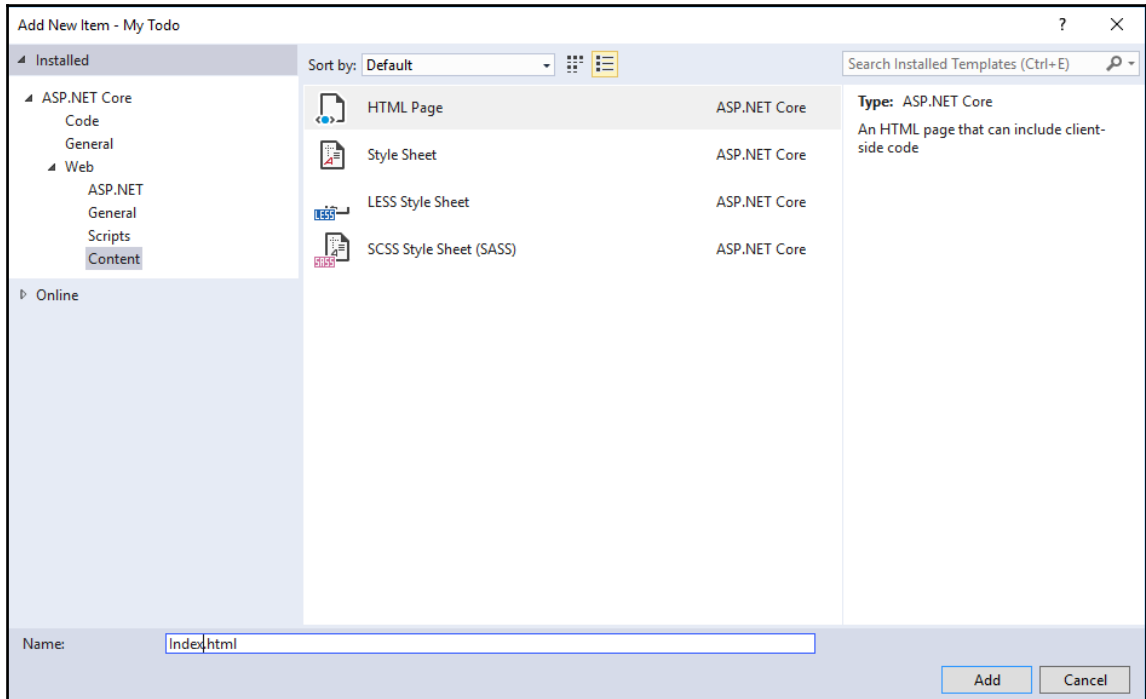 Add New Item - My Todo
?
Installed
Sort by: Default
Search Installed Templates (Ctrl+E)
ASP.NET Core
Code
General
Web
ASP.NET
General
Scripts
Content
Online
HTML Page ASP.NET Core
Style Sheet ASP.NET Core
LESS
LESS Style Sheet ASP.NET Core
SASS
SCSS Style Sheet (SASS) ASP.NET Core
Type: ASP.NET Core
An HTML page that can include client-
side code
Name: Index.html
Add Cancel